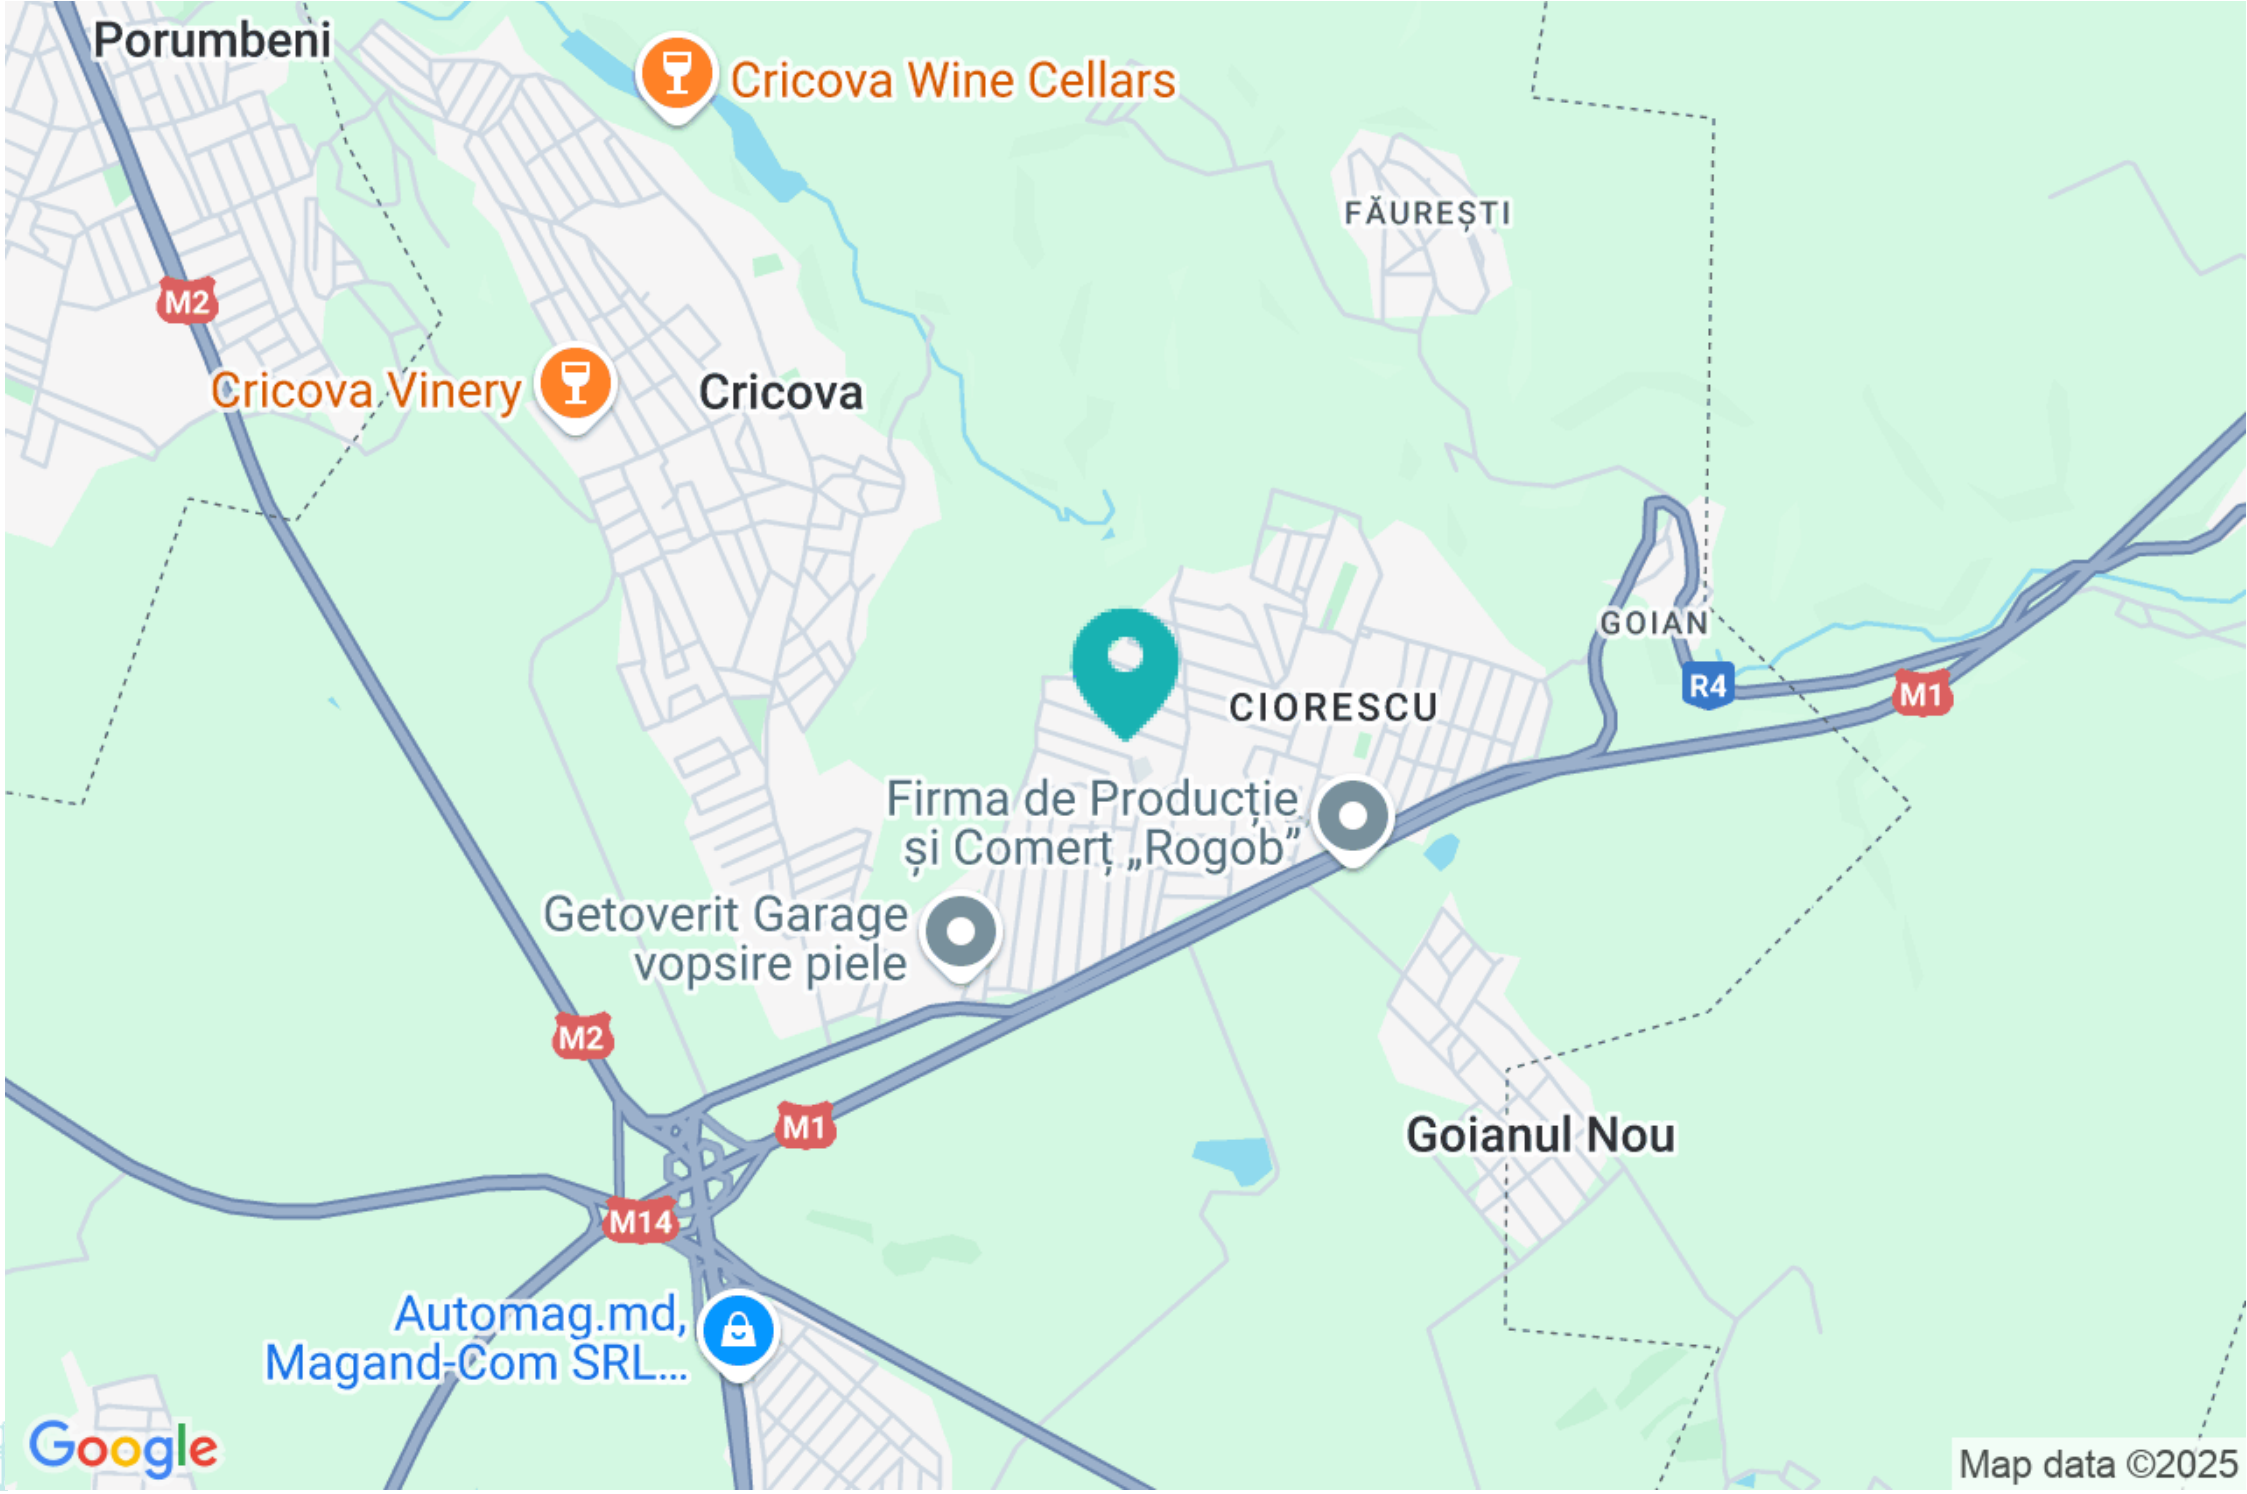 Porumbeni
Cricova Wine Cellars
FĂUREȘTI
M2
Cricova Vinery
Cricova
GOIAN
R4
M1
CIORESCU
Firma de Producție
și Comerț „Rogob”
Getoverit Garage
vopsire piele
M2
M1
Goianul Nou
M14
Automag.md,
Magand-Com SRL...
Google
Map data ©2025